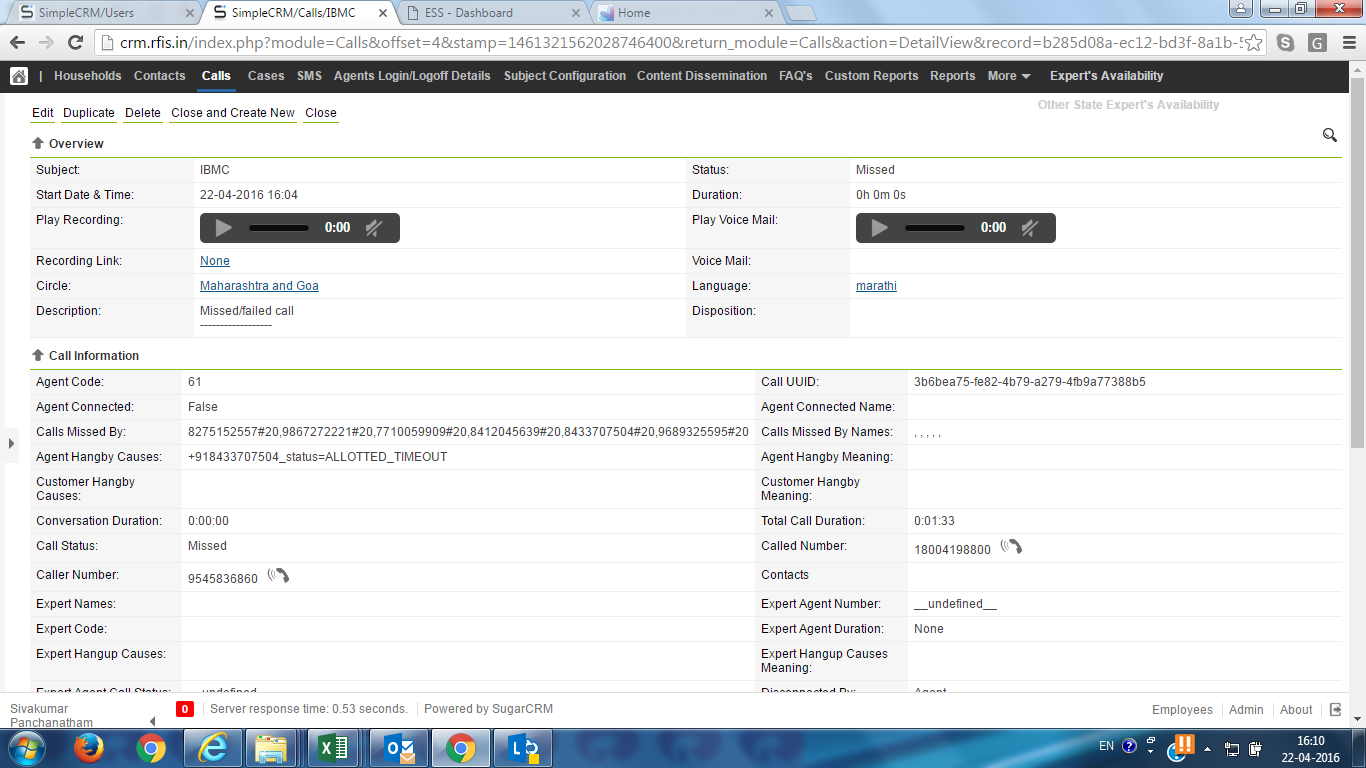 SimpleCRM/Users
SimpleCRM/Calls/IBMC
ESS - Dashboard
Home
crm.rfis.in/index.php?module=Calls&offset=4&stamp=1461321562028746400&return_module=Calls&action=DetailView&record=b285d08a-ec12-bd3f-8a1b-5
| Households Contacts Calls Cases SMS Agents Login/Logoff Details Subject Configuration Content Dissemination FAQ's Custom Reports Reports More Expert's Availability
Other State Expert's Availability
Edit Duplicate Delete Close and Create New Close
Overview
Subject: IBMC Status: Missed
Start Date & Time: 22-04-2016 16:04 Duration: 0h 0m 0s
Play Recording: 0:00 Play Voice Mail: 0:00
Recording Link: None Voice Mail:
Circle: Maharashtra and Goa Language: marathi
Description: Missed/failed call Disposition:
------------------
Call Information
Agent Code: 61 Call UUID: 3b6bea75-fe82-4b79-a279-4fb9a77388b5
Agent Connected: False Agent Connected Name:
Calls Missed By: 8275152557#20,9867272221#20,7710059909#20,8412045639#20,8433707504#20,9689325595#20 Calls Missed By Names: , , , , ,
Agent Hangby Causes: +918433707504_status=ALLOTTED_TIMEOUT Agent Hangby Meaning:
Customer Hangby Causes: Customer Hangby Meaning:
Conversation Duration: 0:00:00 Total Call Duration: 0:01:33
Call Status: Missed Called Number: 18004198800
Caller Number: 9545836860 Contacts
Expert Names: Expert Agent Number: __undefined__
Expert Code: Expert Agent Duration: None
Expert Hangup Causes: Expert Hangup Causes Meaning:
Expert Agent Call Status: __undefined__ Disconnected By: Agent
Sivakumar Panchanatham
0
Server response time: 0.53 seconds. Powered by SugarCRM
Employees Admin About
EN
16:10
22-04-2016